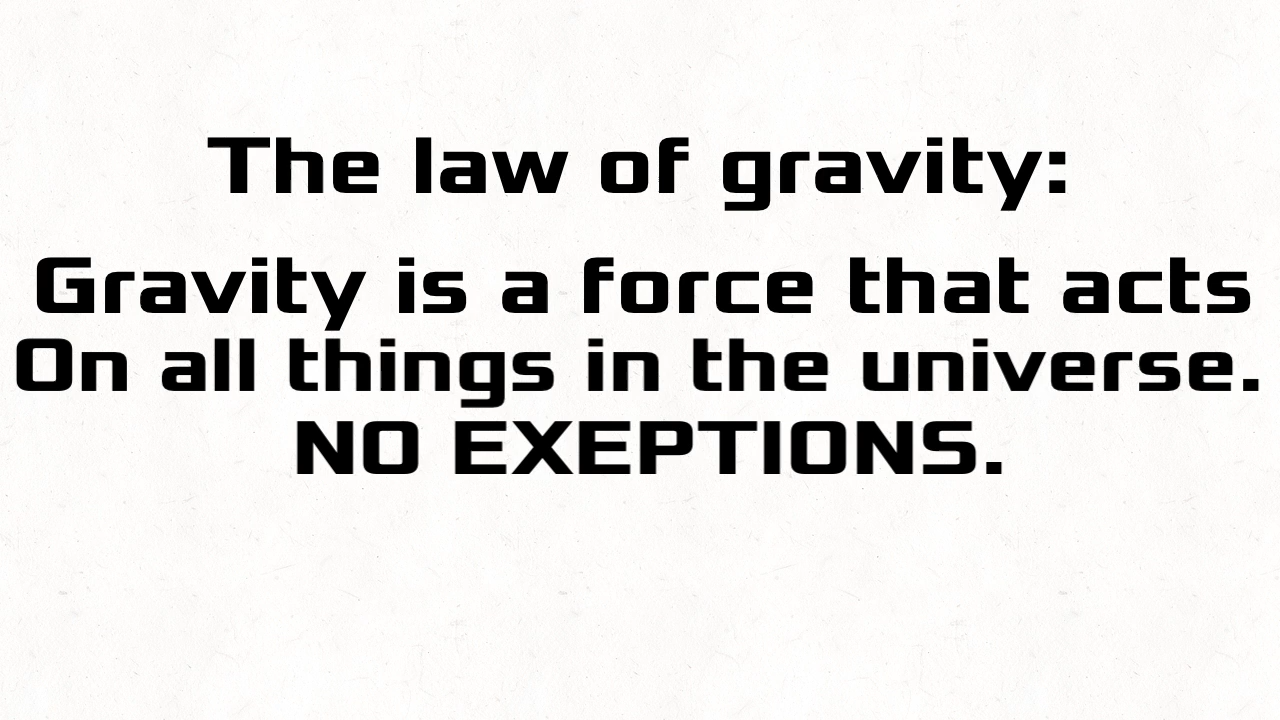 The law of gravity:
Gravity is a force that acts
On all things in the universe.
NO EXEPTIONS.